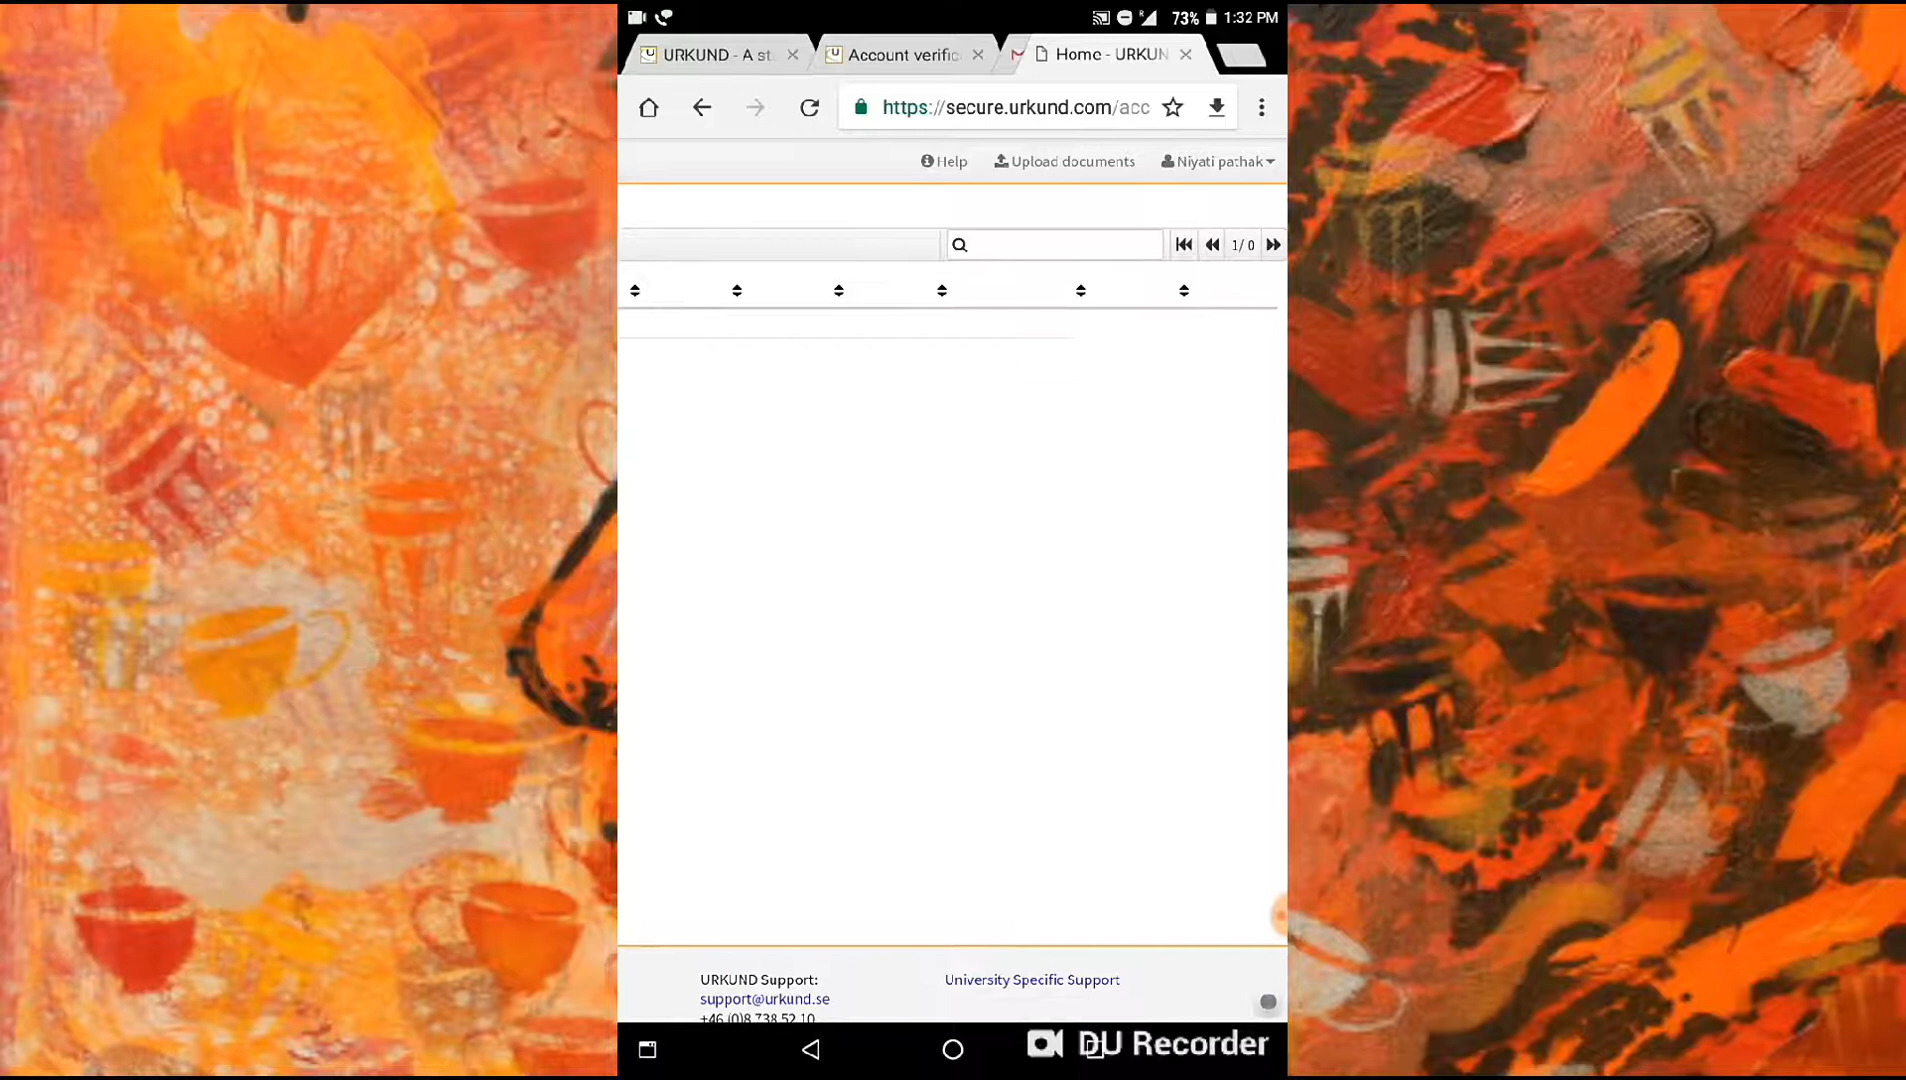 73% 1:32 PM
URKUND - A st
Account verific
Home - URKUN
https://secure.urkund.com/acc
Help
Upload documents
Niyati pathak
1/ 0
URKUND Support:
University Specific Support
support@urkund.se
+46 (0)8 738 52 10
DU Recorder